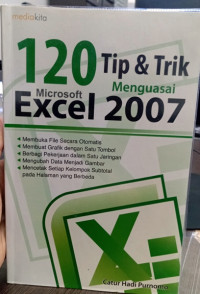 mediakita
120 Tip & Trik
Menguasai
Microsoft
Excel 2007
Membuka File Secara Otomatis
Membuat Grafik dengan Satu Tombol
Berbagi Pekerjaan dalam Satu Jaringan
Mengubah Data Menjadi Gambar
Mencetak Setiap Kelompok Subtotal
pada Halaman yang Berbeda
Catur Hadi Purnomo